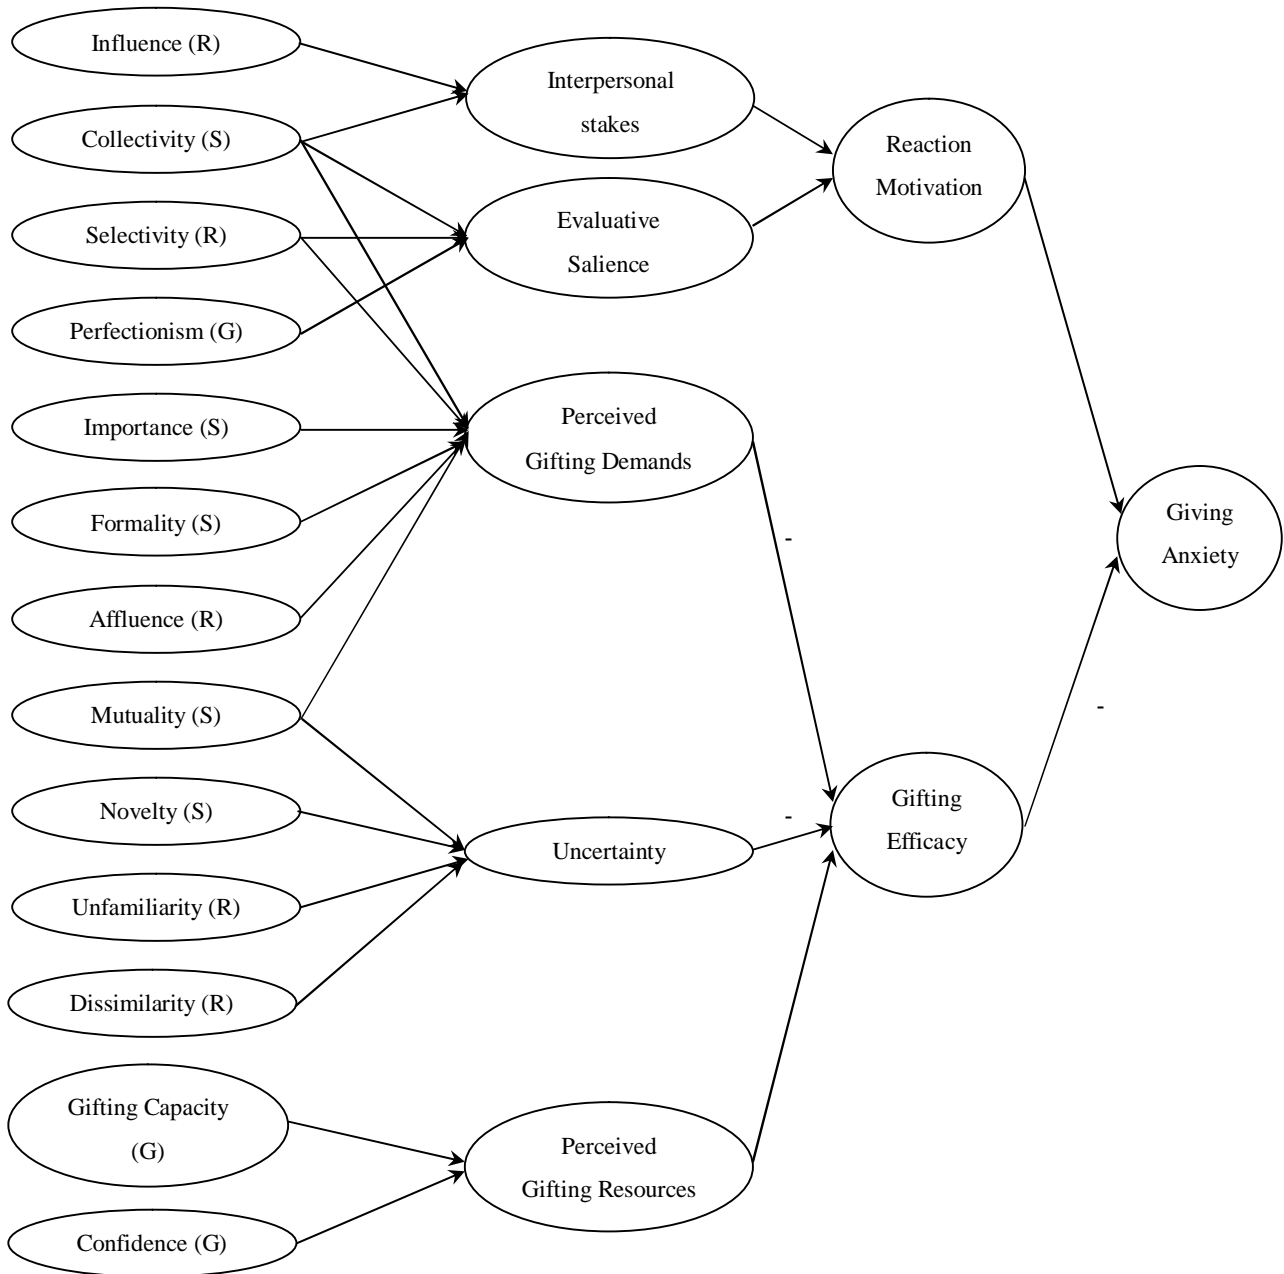 Influence (R)
Collectivity (S)
Selectivity (R)
Perfectionism (G)
Importance (S)
Formality (S)
Affluence (R)
Mutuality (S)
Novelty (S)
Unfamiliarity (R)
Dissimilarity (R)
Gifting Capacity
(G)
Confidence (G)
Interpersonal
stakes
Evaluative
Salience
Perceived
Gifting Demands
Uncertainty
Perceived
Gifting Resources
Reaction
Motivation
-
-
Gifting
Efficacy
-
Giving
Anxiety